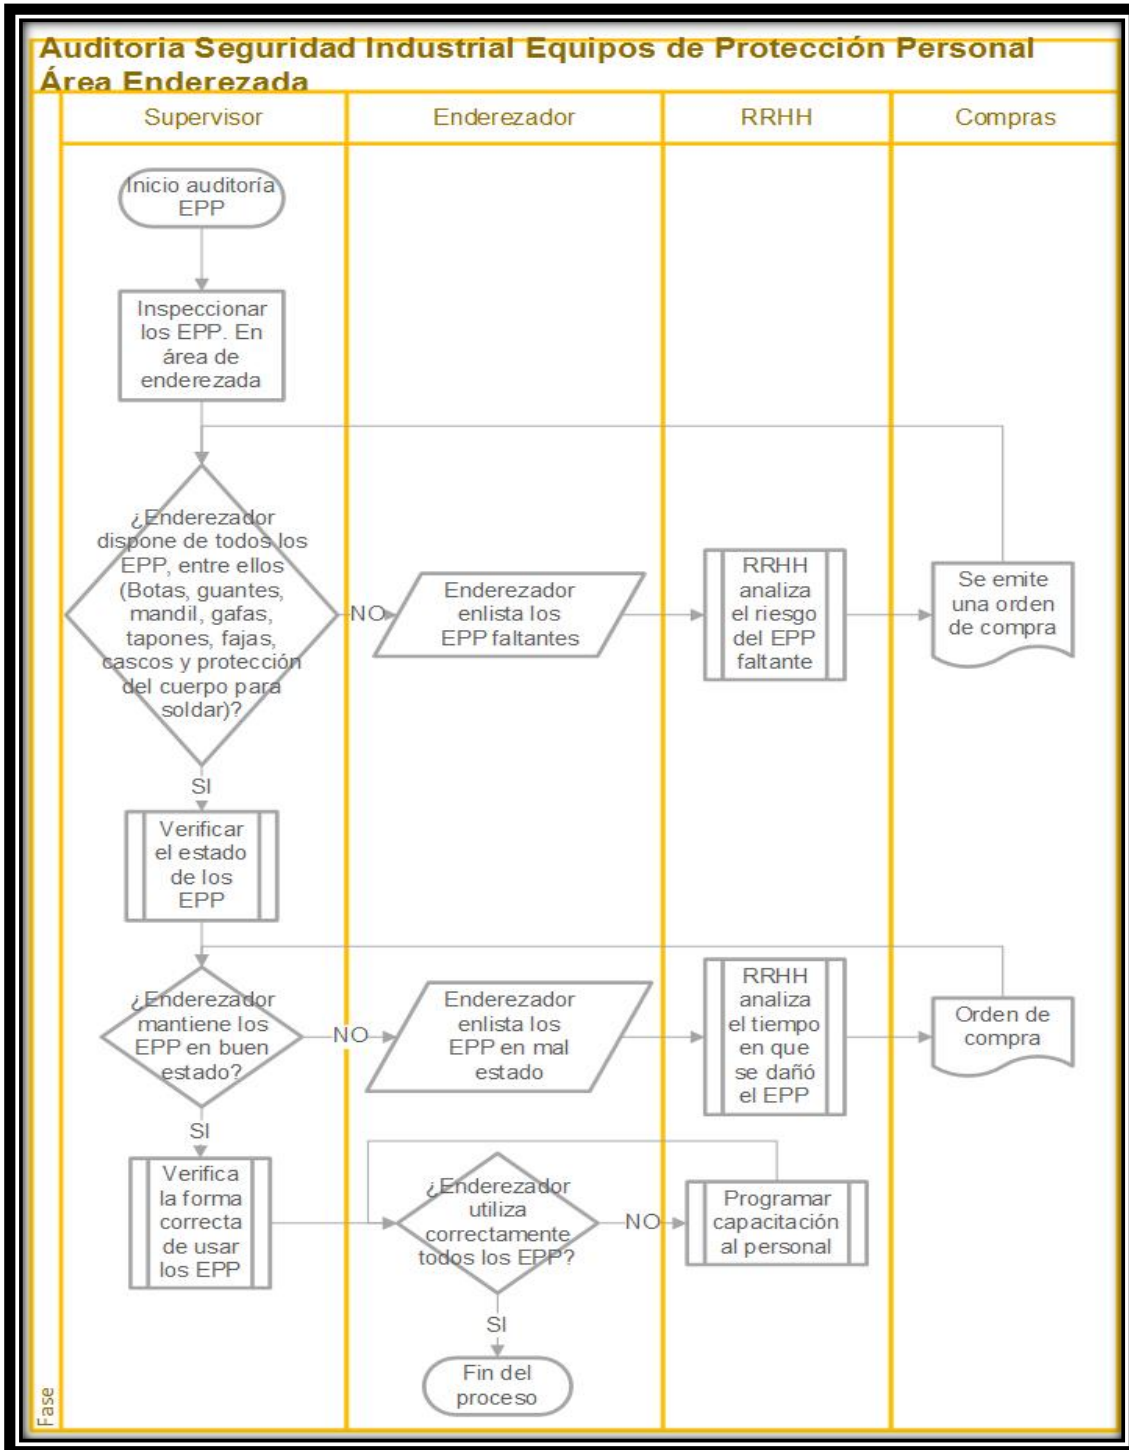 Auditoria Seguridad Industrial Equipos de Protección Personal
Área Enderezada
Supervisor
Enderezador
RRHH
Compras
Inicio auditoría
EPP
Inspeccionar
los EPP. En
área de
enderezada
¿Enderezador
dispone de todos los
EPP, entre ellos
(Botas, guantes,
mandil, gafas,
tapones, fajas,
cascos y protección
del cuerpo para
soldar)?
NO
Enderezador
enlista los
EPP faltantes
RRHH
analiza
el riesgo
del EPP
faltante
Se emite
una orden
de compra
SI
Verificar
el estado
de los
EPP
¿Enderezador
mantiene los
EPP en buen
estado?
NO
Enderezador
enlista los
EPP en mal
estado
RRHH
analiza
el tiempo
en que
se dañó
el EPP
Orden de
compra
SI
Verifica
la forma
correcta
de usar
los EPP
¿Enderezador
utiliza
correctamente
todos los EPP?
NO
Programar
capacitación
al personal
SI
Fin del
proceso
Fase